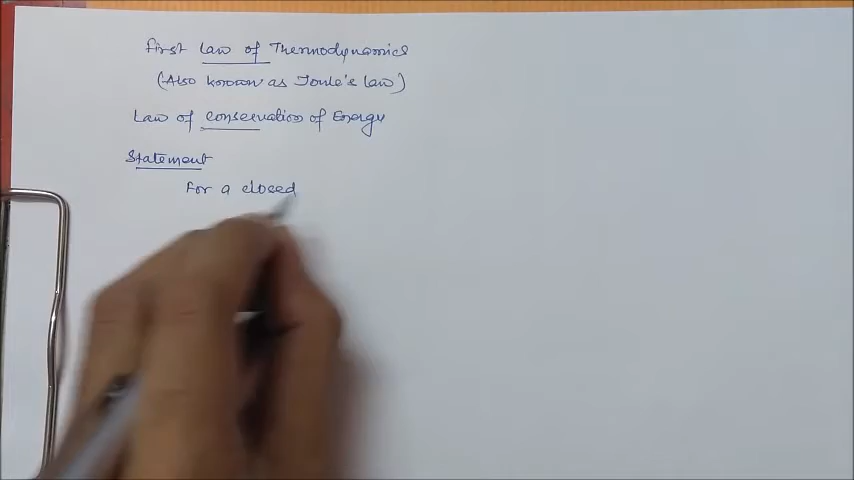 First Law of Thermodynamics
(Also known as Joule's law)
Law of conservation of Energy
Statement
For a closed